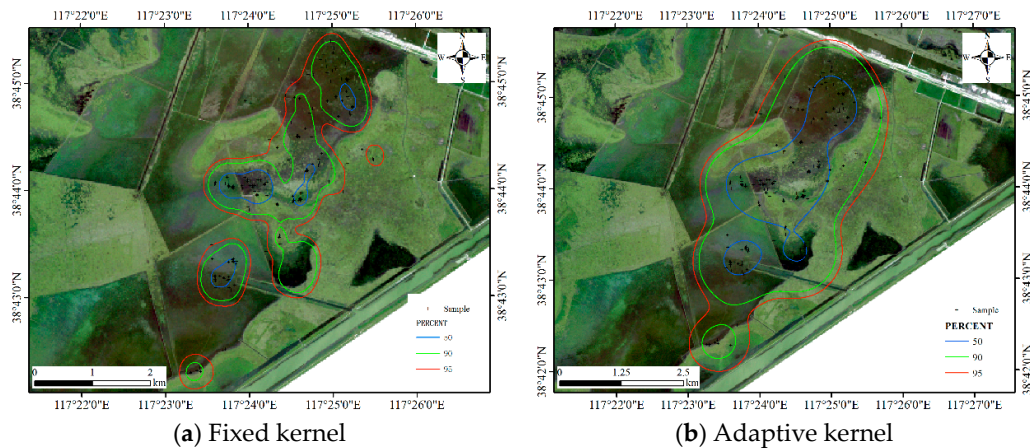 117°22'0"E 117°23'0"E 117°24'0"E 117°25'0"E 117°26'0"E
38°45'0"N
38°44'0"N
38°43'0"N
N
W
E
S
38°45'0"N
38°44'0"N
38°43'0"N
Sample
PERCENT
50
90
95
0 1 2
km
117°22'0"E 117°23'0"E 117°24'0"E 117°25'0"E 117°26'0"E
(a) Fixed kernel
117°22'0"E 117°23'0"E 117°24'0"E 117°25'0"E 117°26'0"E 117°27'0"E
38°45'0"N
38°44'0"N
38°43'0"N
38°42'0"N
N
W
E
S
38°45'0"N
38°44'0"N
38°43'0"N
38°42'0"N
Sample
PERCENT
50
90
95
0 1.25 2.5
km
117°22'0"E 117°23'0"E 117°24'0"E 117°25'0"E 117°26'0"E 117°27'0"E
(b) Adaptive kernel